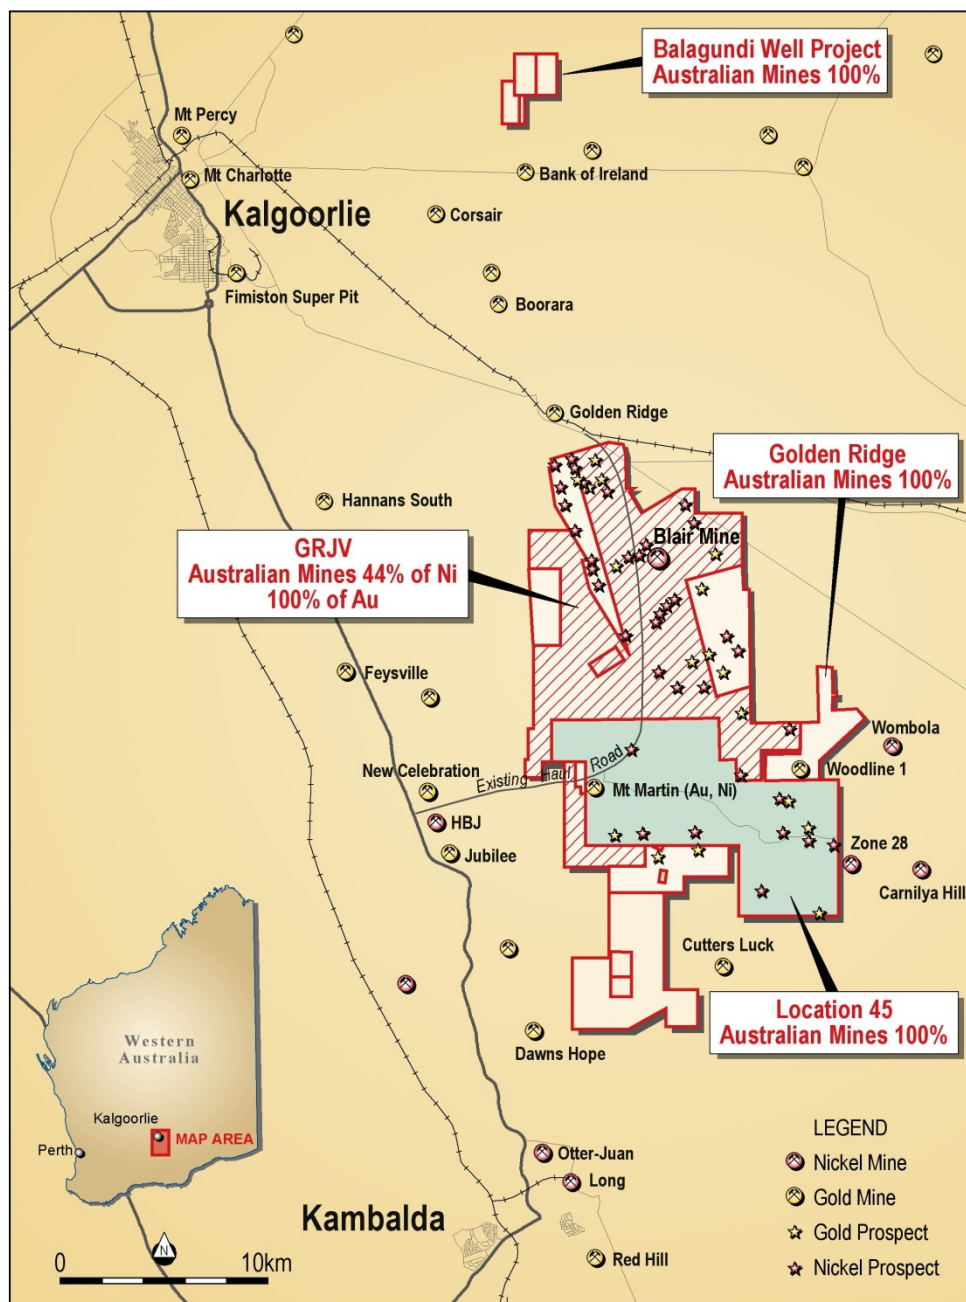 Balagundi Well Project
Australian Mines 100%
Mt Percy
Mt Charlotte
Bank of Ireland
Kalgoorlie
Corsair
Fimiston Super Pit
Boorara
Golden Ridge
Golden Ridge
Australian Mines 100%
Hannans South
Blair Mine
GRJV
Australian Mines 44% of Ni
100% of Au
Feysville
Wombola
New Celebration
Existing Haul Road
Woodline 1
Mt Martin (Au, Ni)
HBJ
Jubilee
Zone 28
Carnilya Hill
Cutters Luck
Location 45
Australian Mines 100%
Dawns Hope
Western
Australia
Kalgoorlie
Perth
MAP AREA
Otter-Juan
Long
Kambalda
Red Hill
LEGEND
Nickel Mine
Gold Mine
Gold Prospect
Nickel Prospect
N
0 10km